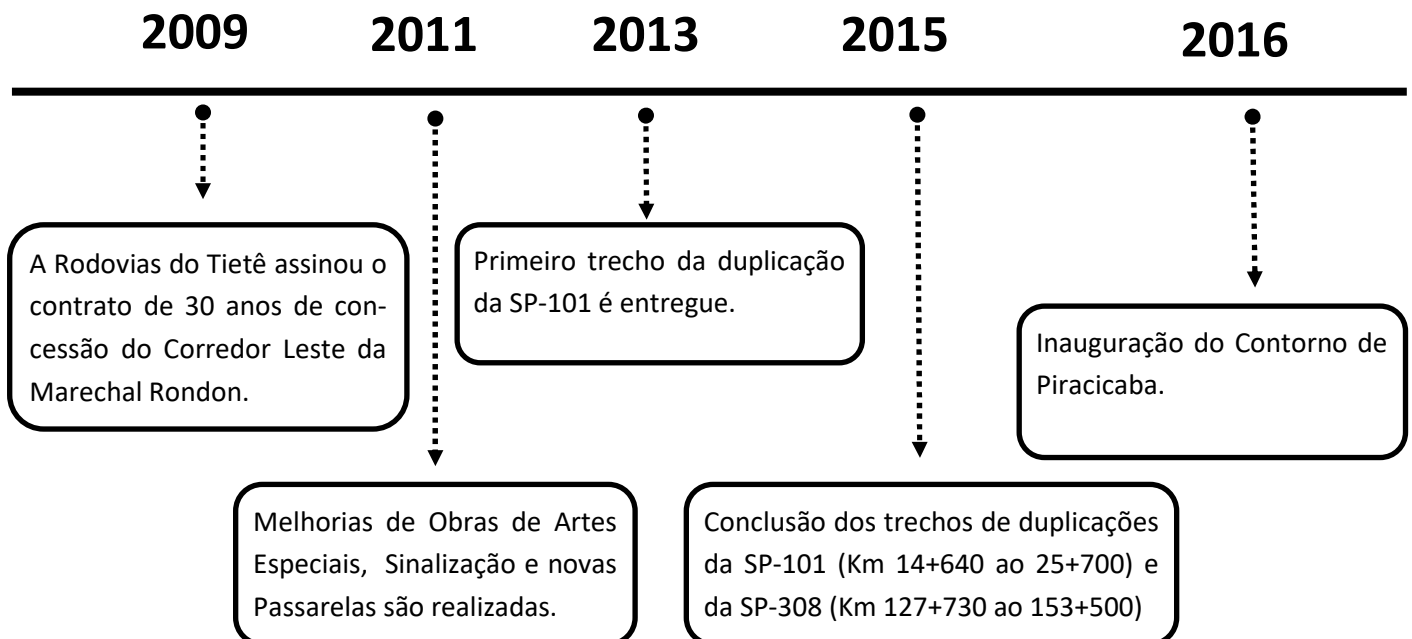 2009
2011
2013
2015
2016
A Rodovias do Tietê assinou o
contrato de 30 anos de con-
cessão do Corredor Leste da
Marechal Rondon.
Primeiro trecho da duplicação
da SP-101 é entregue.
Inauguração do Contorno de
Piracicaba.
Melhorias de Obras de Artes
Especiais, Sinalização e novas
Passarelas são realizadas.
Conclusão dos trechos de duplicações
da SP-101 (Km 14+640 ao 25+700) e
da SP-308 (Km 127+730 ao 153+500)